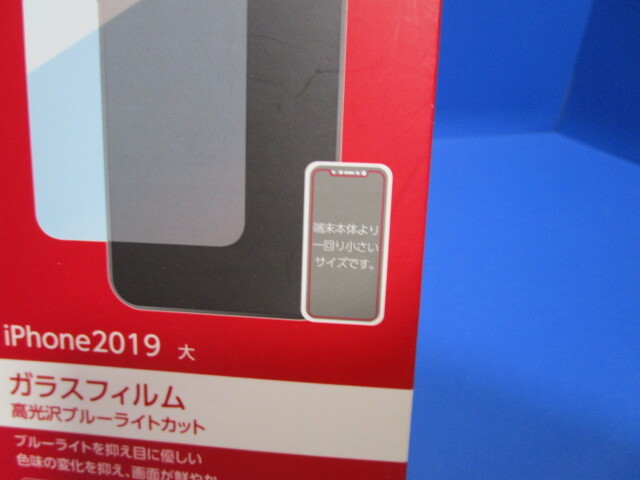 端末本体より
一回り小さい
サイズです。
iPhone2019 大
ガラスフィルム
高光沢ブルーライトカット
ブルーライトを抑え目に優しい
色味の変化を抑え、画面が鮮やか